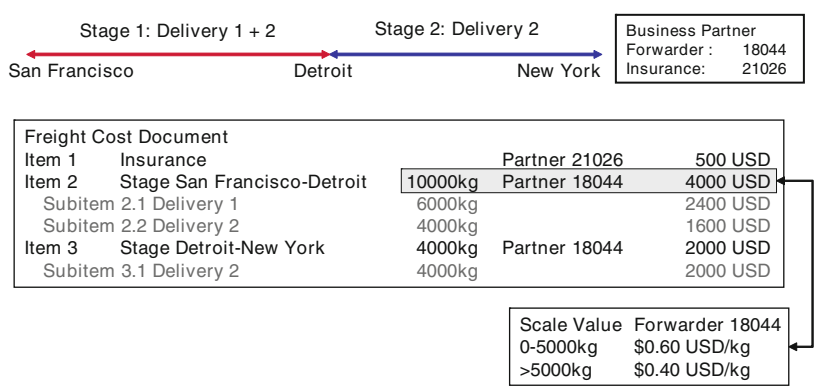 Stage 1: Delivery 1 + 2
Stage 2: Delivery 2
San Francisco Detroit New York
Business Partner
Forwarder : 18044
Insurance: 21026
Freight Cost Document
Item 1 Insurance Partner 21026 500 USD
Item 2 Stage San Francisco-Detroit 10000kg Partner 18044 4000 USD
Subitem 2.1 Delivery 1 6000kg 2400 USD
Subitem 2.2 Delivery 2 4000kg 1600 USD
Item 3 Stage Detroit-New York 4000kg Partner 18044 2000 USD
Subitem 3.1 Delivery 2 4000kg 2000 USD
Scale Value Forwarder 18044
0-5000kg $0.60 USD/kg
>5000kg $0.40 USD/kg